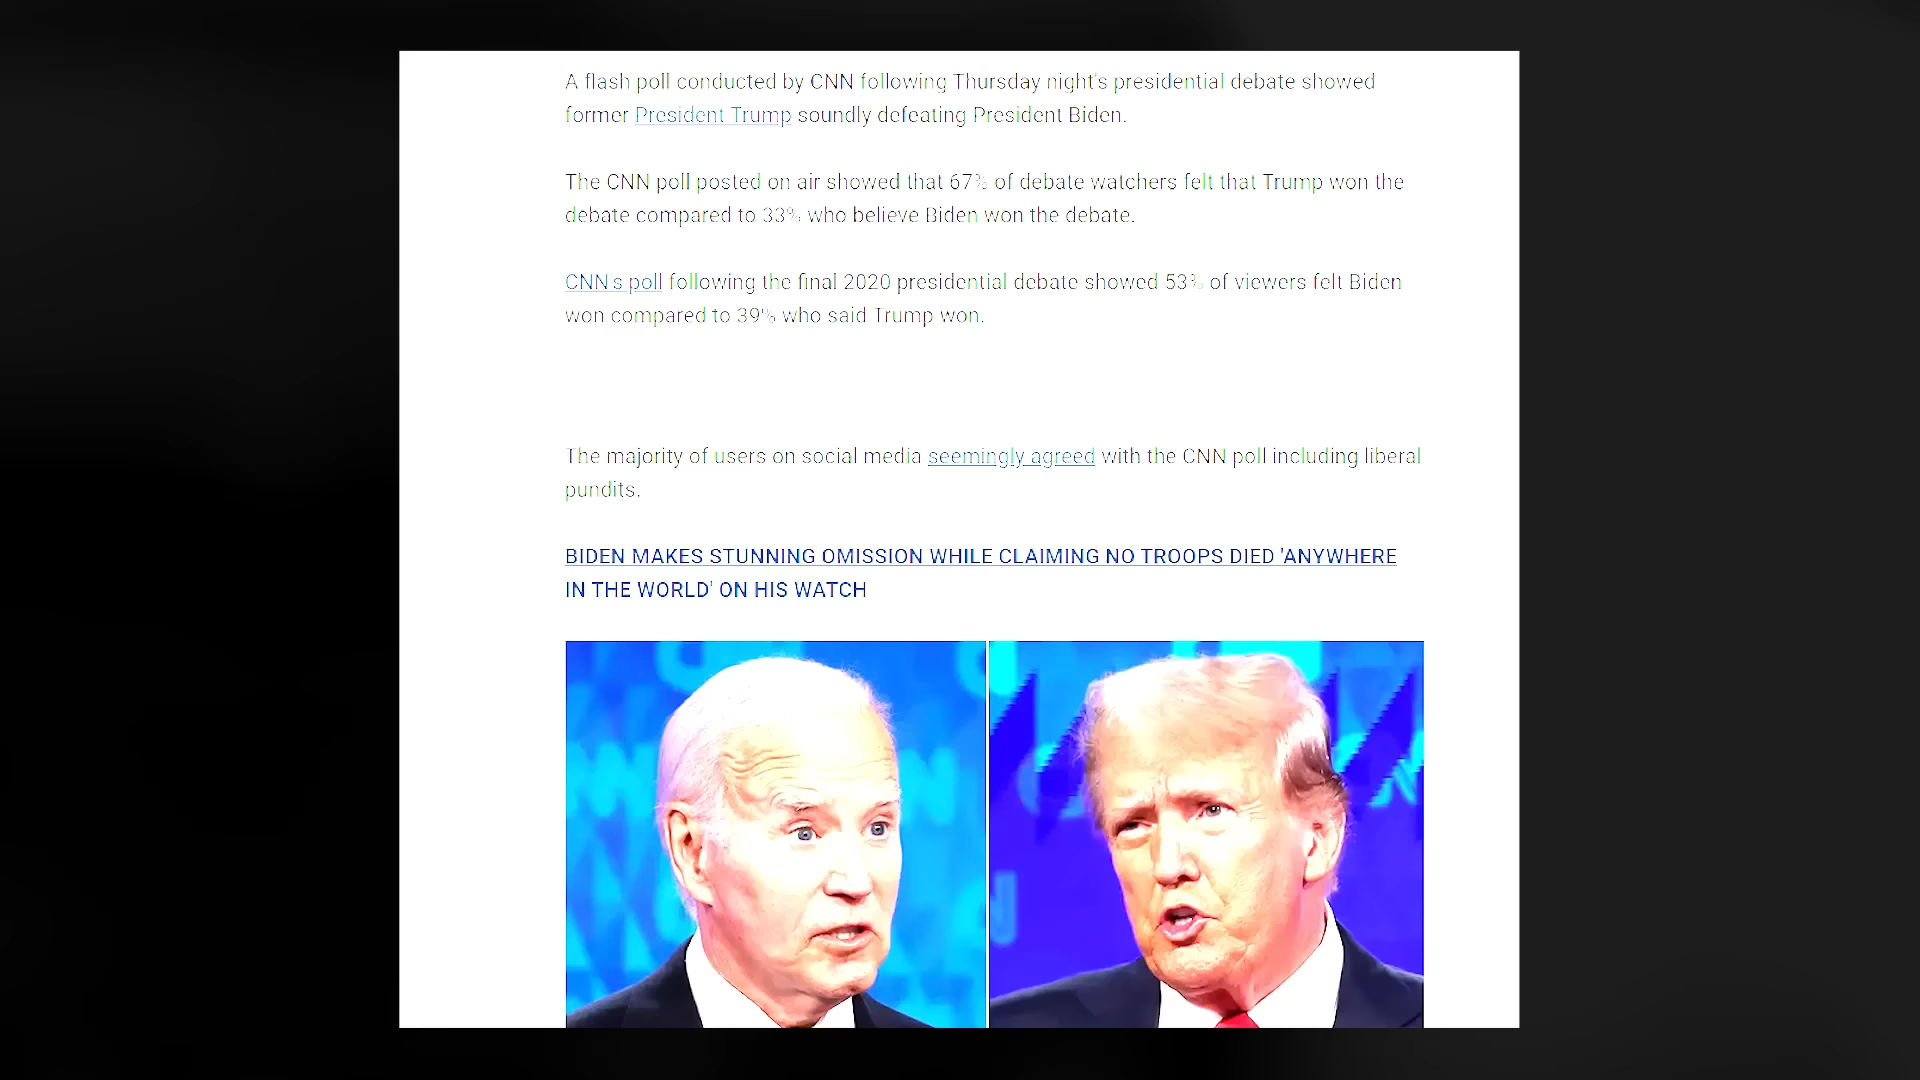 A flash poll conducted by CNN following Thursday night's presidential debate showed
former President Trump soundly defeating President Biden.
The CNN poll posted on air showed that 67% of debate watchers felt that Trump won the
debate compared to 33% who believe Biden won the debate.
CNN's poll following the final 2020 presidential debate showed 53% of viewers felt Biden
won compared to 39% who said Trump won.
The majority of users on social media seemingly agreed with the CNN poll including liberal
pundits.
BIDEN MAKES STUNNING OMISSION WHILE CLAIMING NO TROOPS DIED 'ANYWHERE
IN THE WORLD' ON HIS WATCH